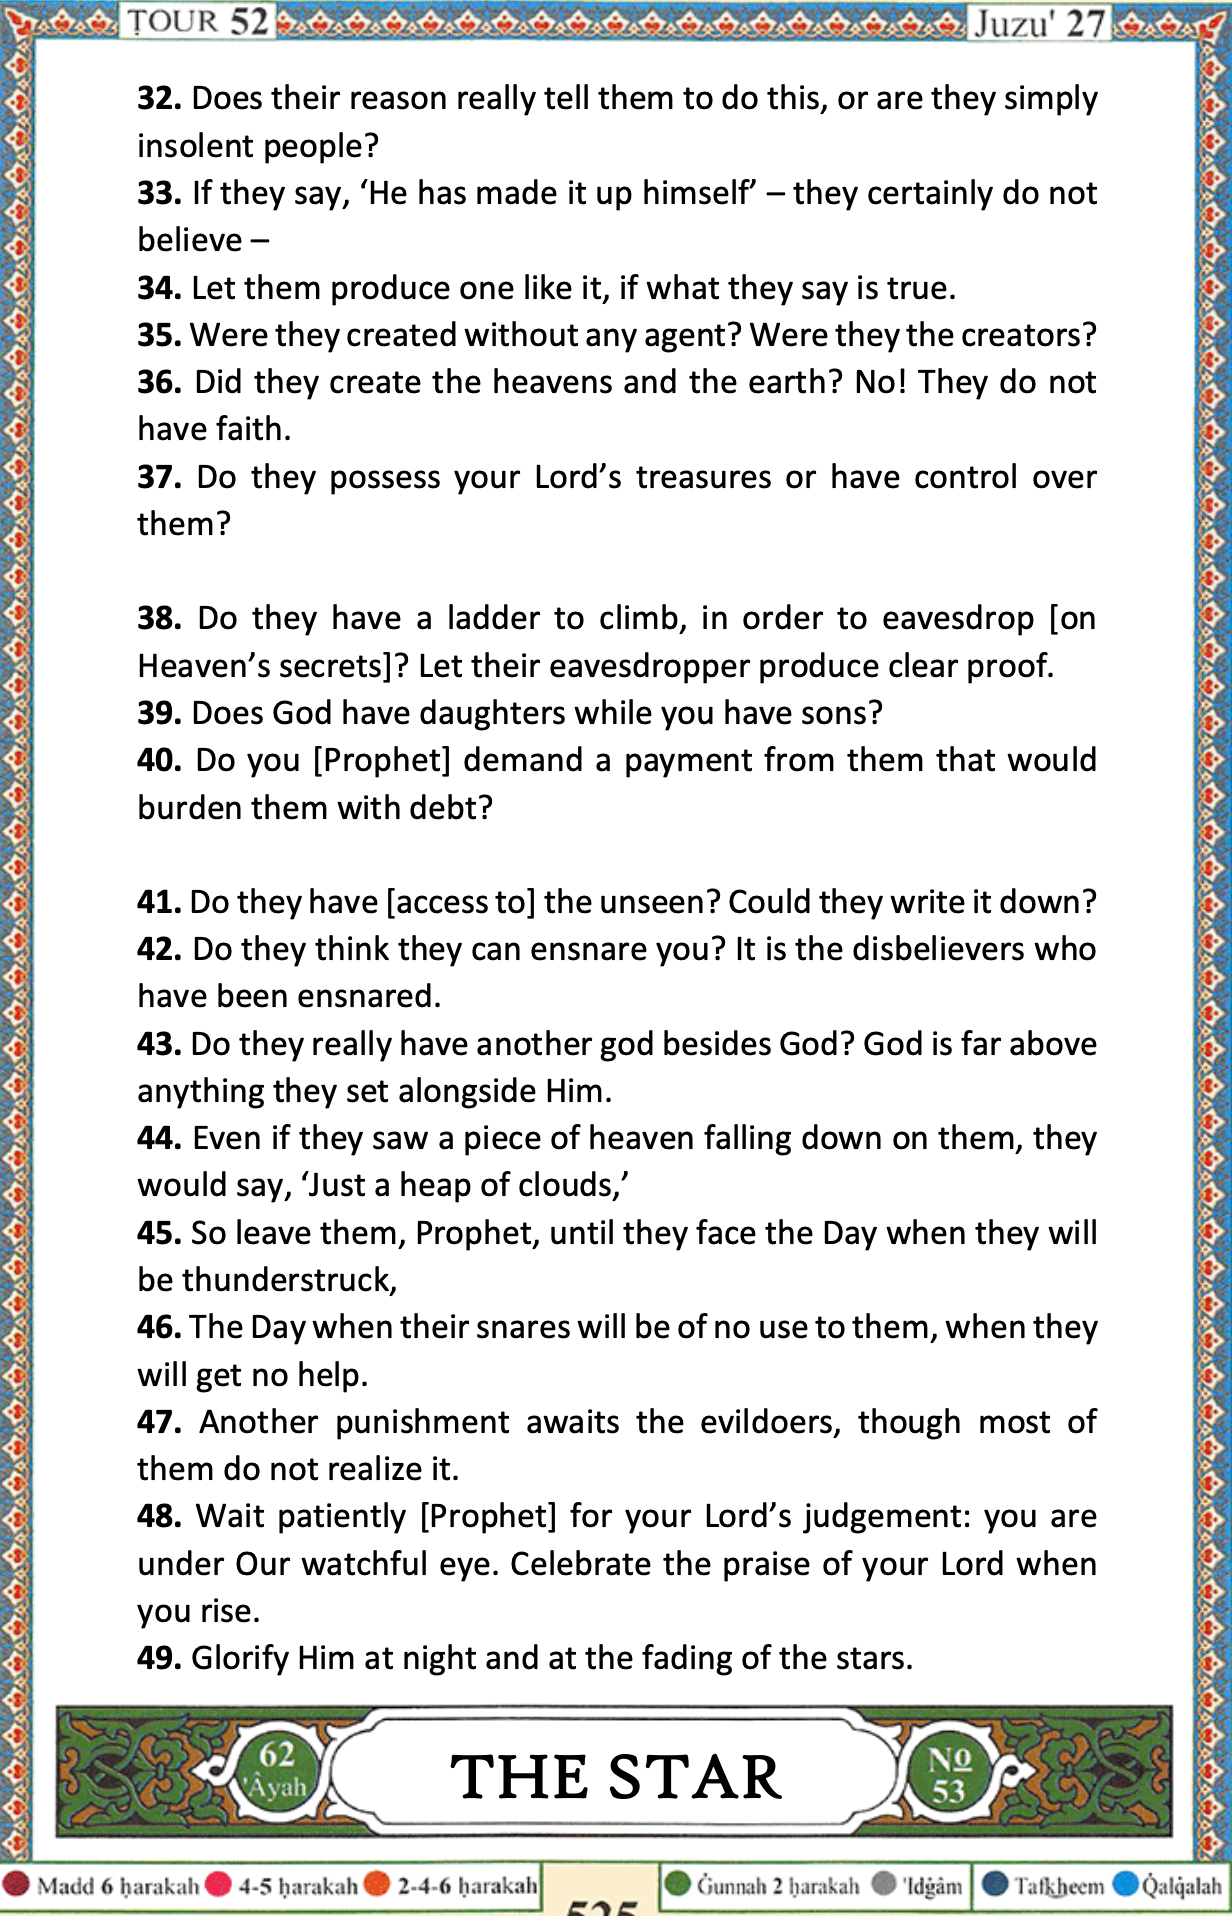 ṬOUR 52
Juzu' 27
32. Does their reason really tell them to do this, or are they simply
insolent people?
33. If they say, ‘He has made it up himself’ – they certainly do not
believe –
34. Let them produce one like it, if what they say is true.
35. Were they created without any agent? Were they the creators?
36. Did they create the heavens and the earth? No! They do not
have faith.
37. Do they possess your Lord’s treasures or have control over
them?
38. Do they have a ladder to climb, in order to eavesdrop [on
Heaven’s secrets]? Let their eavesdropper produce clear proof.
39. Does God have daughters while you have sons?
40. Do you [Prophet] demand a payment from them that would
burden them with debt?
41. Do they have [access to] the unseen? Could they write it down?
42. Do they think they can ensnare you? It is the disbelievers who
have been ensnared.
43. Do they really have another god besides God? God is far above
anything they set alongside Him.
44. Even if they saw a piece of heaven falling down on them, they
would say, ‘Just a heap of clouds,’
45. So leave them, Prophet, until they face the Day when they will
be thunderstruck,
46. The Day when their snares will be of no use to them, when they
will get no help.
47. Another punishment awaits the evildoers, though most of
them do not realize it.
48. Wait patiently [Prophet] for your Lord’s judgement: you are
under Our watchful eye. Celebrate the praise of your Lord when
you rise.
49. Glorify Him at night and at the fading of the stars.
62
'Âyah
THE STAR
Nº
53
Madd 6 ḥarakah 4-5 ḥarakah 2-4-6 ḥarakah
525
Ġunnah 2 ḥarakah 'Idġâm Tafkheem Q̇alq̇alah